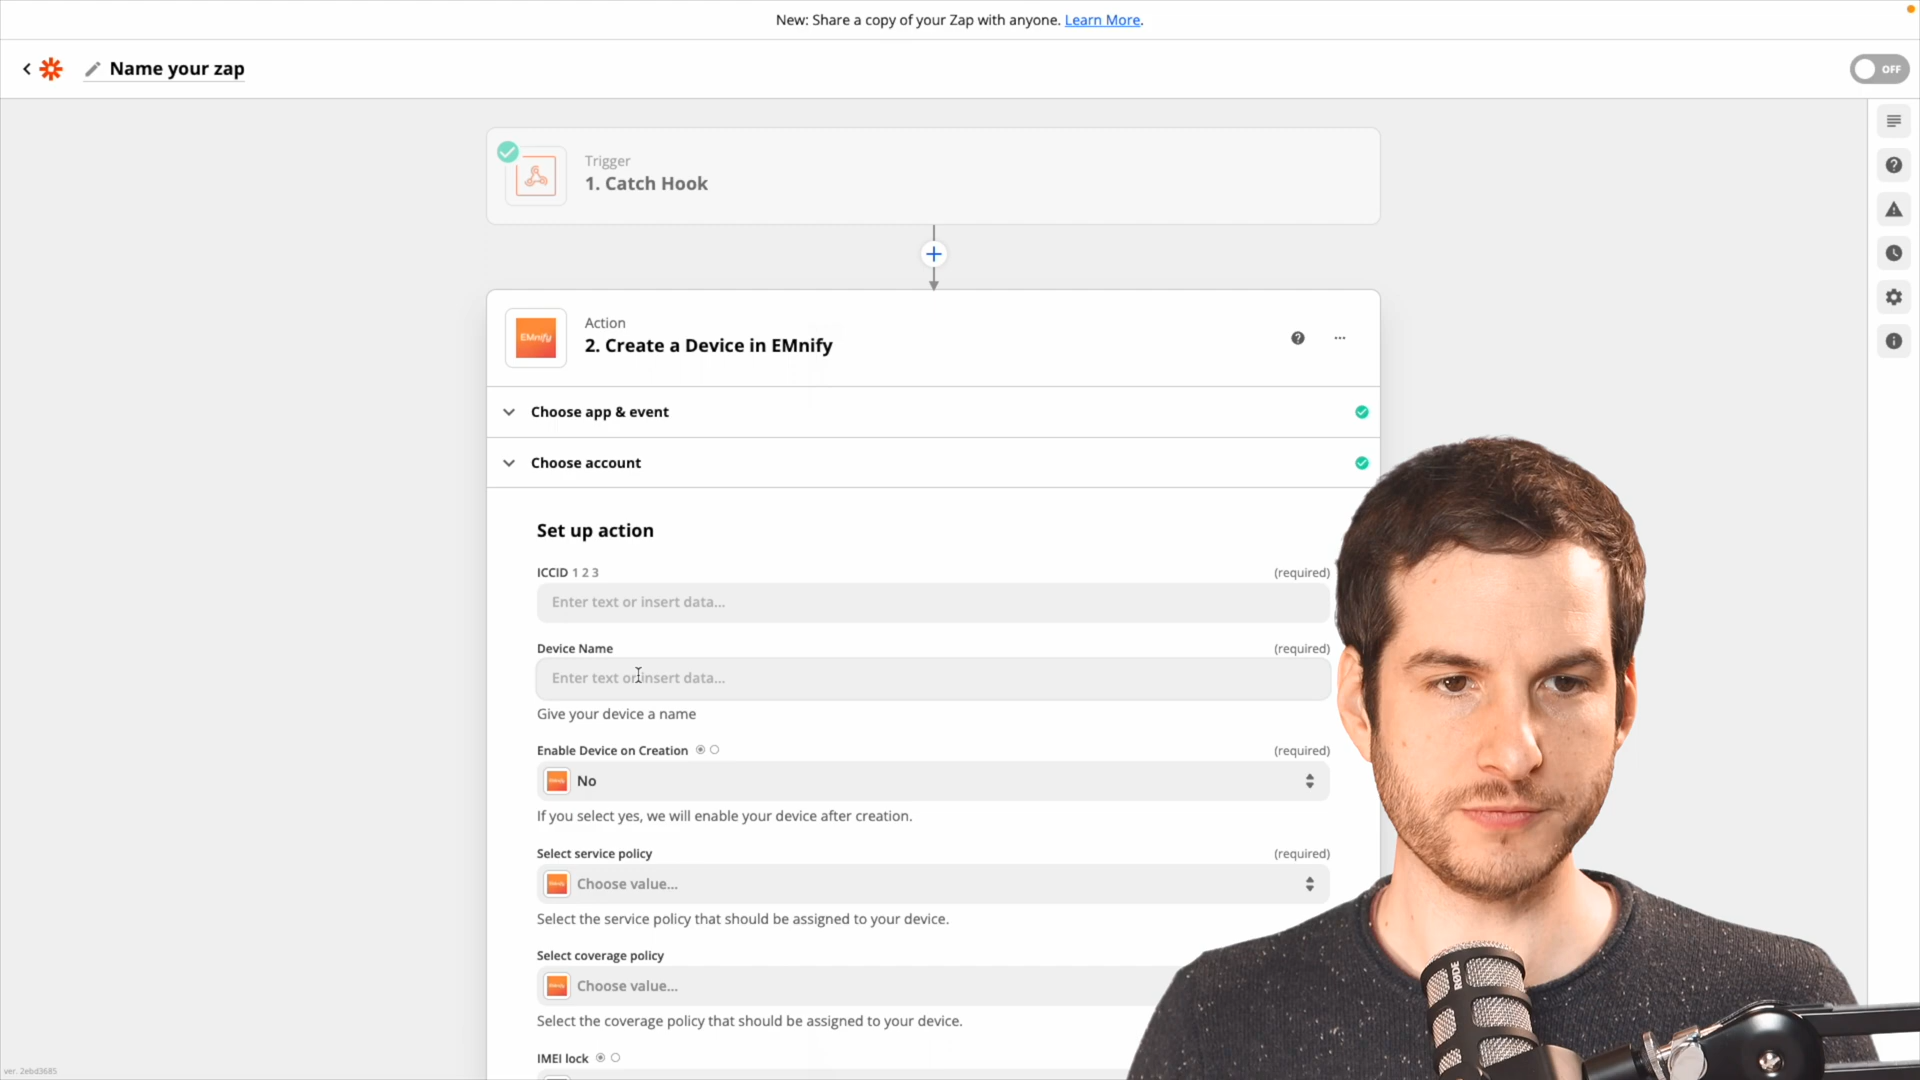 New: Share a copy of your Zap with anyone. Learn More.
Name your zap
OFF
Trigger
1. Catch Hook
EMnify
Action
2. Create a Device in EMnify
Choose app & event
Choose account
Set up action
ICCID 1 2 3
(required)
Enter text or insert data...
Device Name
(required)
Enter text or insert data...
Give your device a name
Enable Device on Creation
(required)
No
If you select yes, we will enable your device after creation.
Select service policy
(required)
Choose value...
Select the service policy that should be assigned to your device.
Select coverage policy
Choose value...
Select the coverage policy that should be assigned to your device.
IMEI lock
RØDE
ver. 2ebd3685